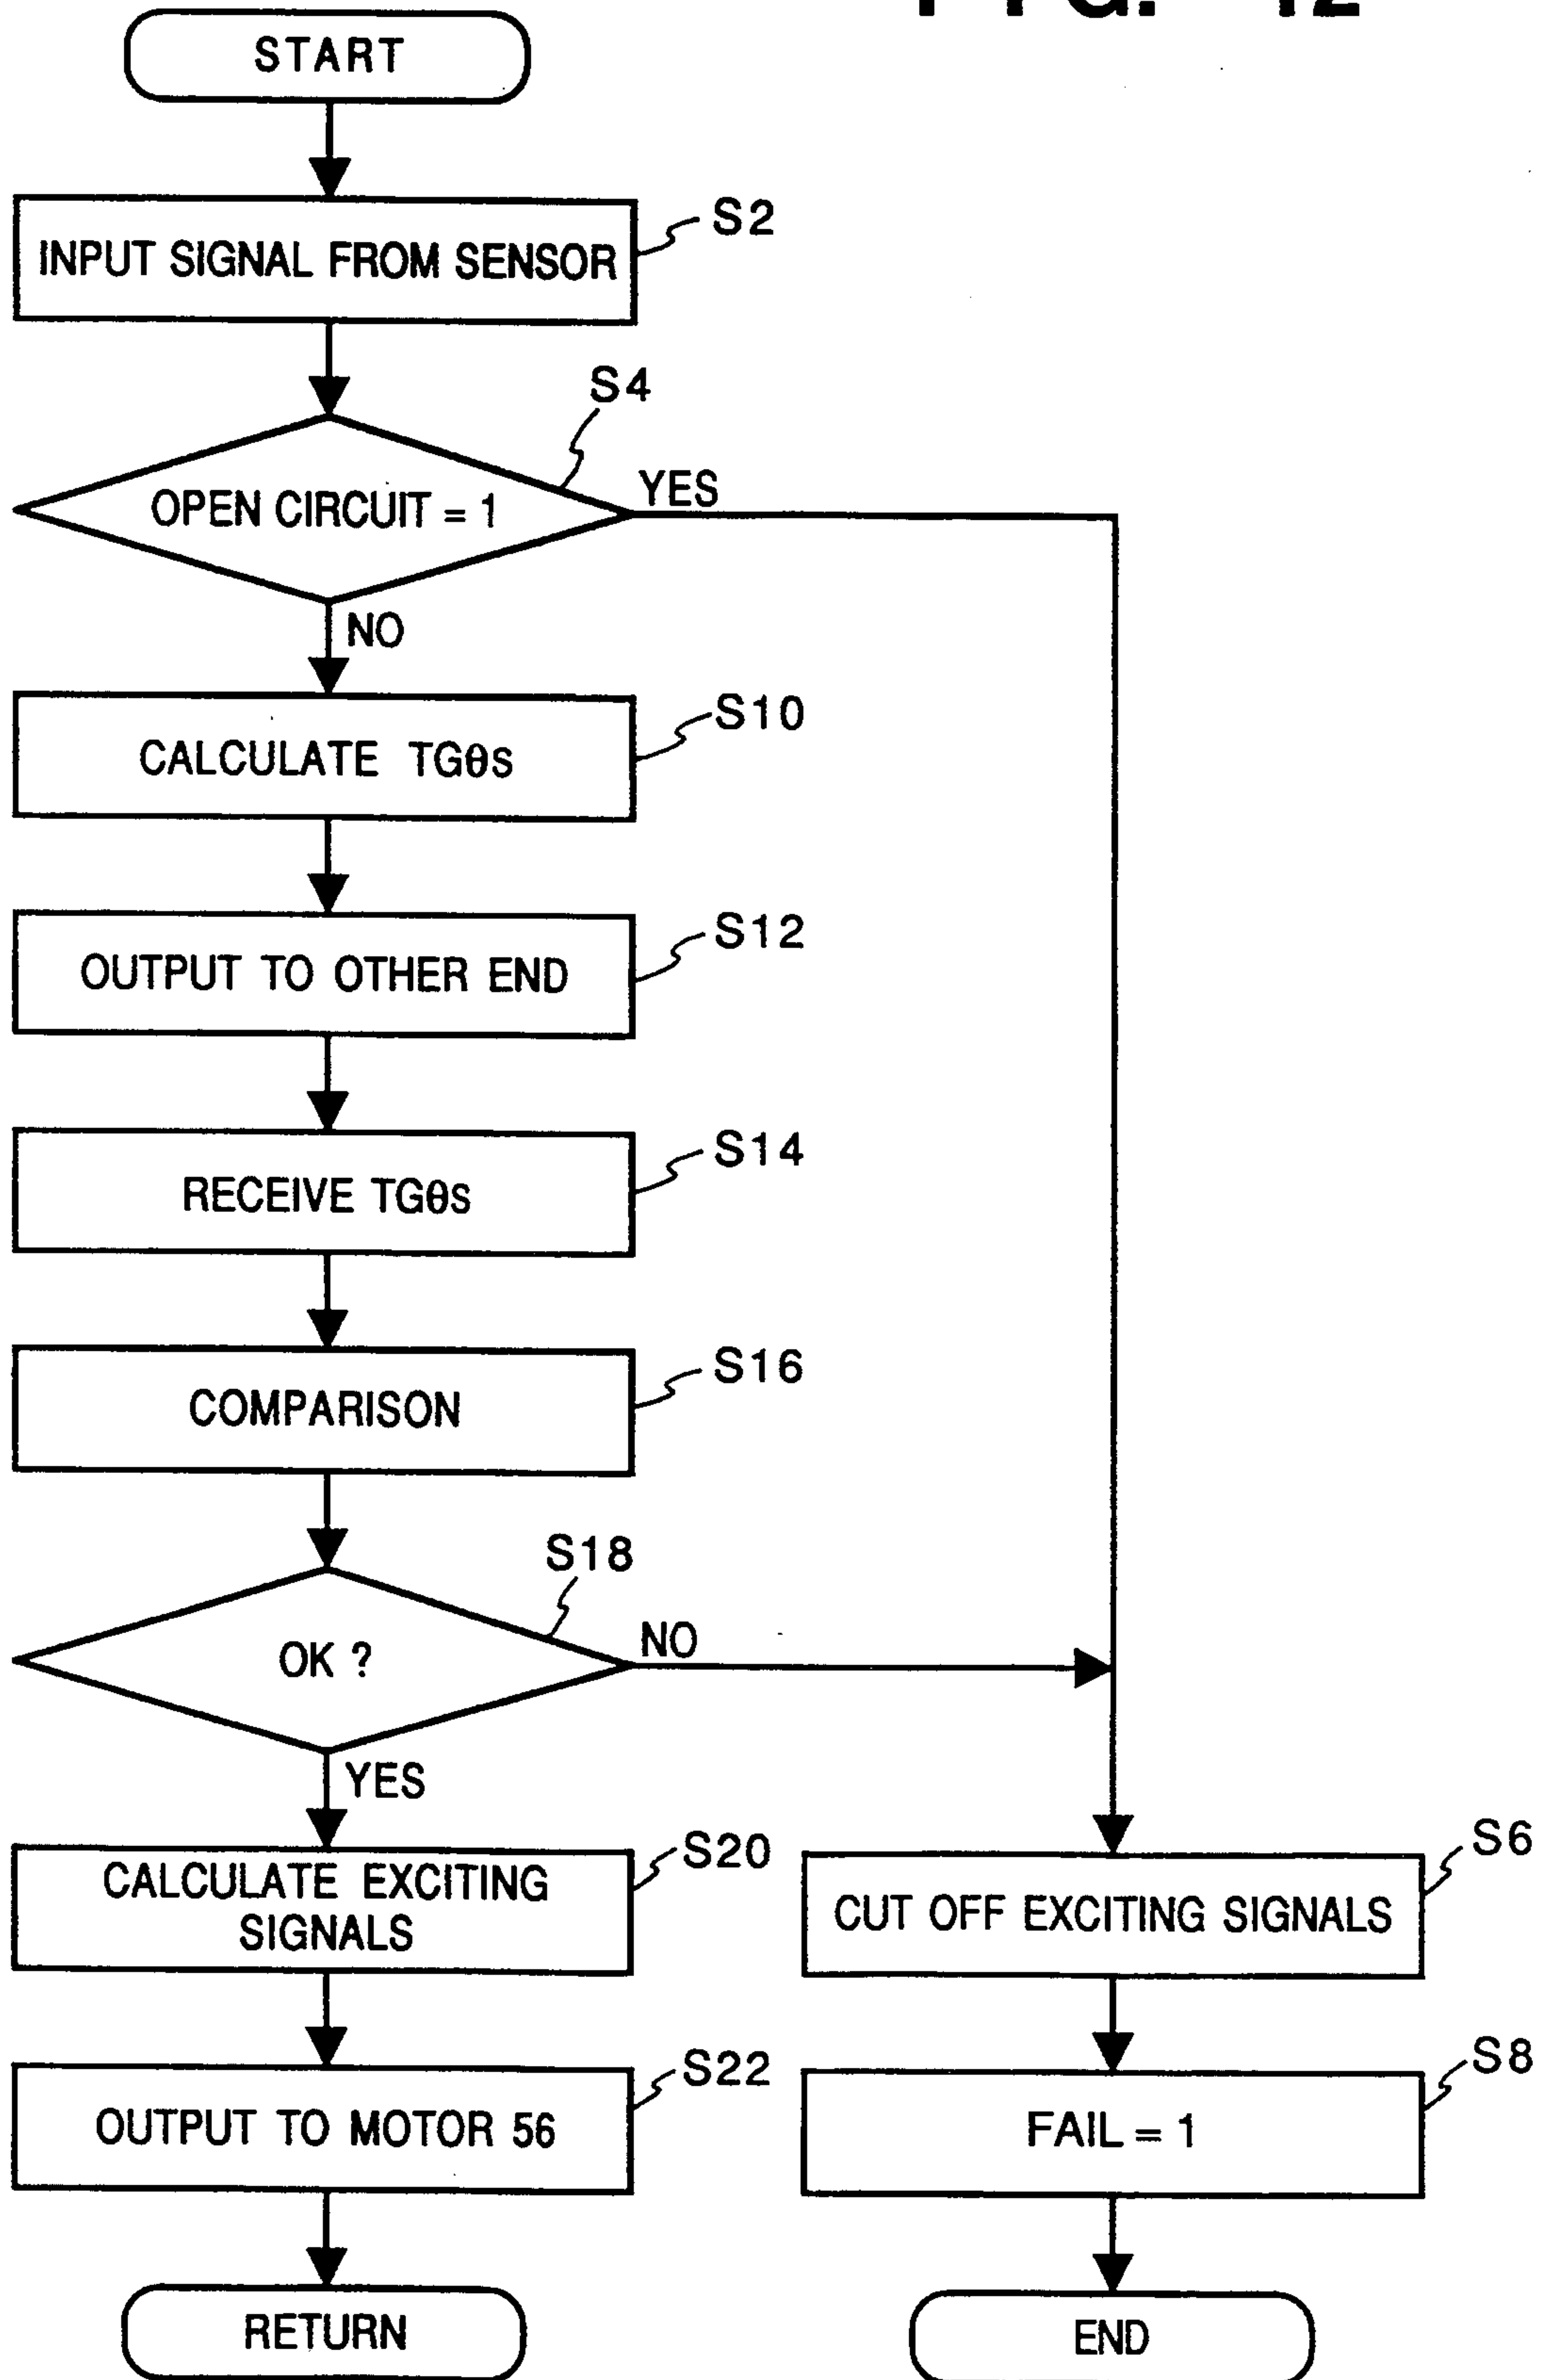 FIG. 12
START
INPUT SIGNAL FROM SENSOR
S2
S4
OPEN CIRCUIT = 1
YES
NO
CALCULATE TGθs
S10
OUTPUT TO OTHER END
S12
RECEIVE TGθs
S14
COMPARISON
S16
S18
OK ?
NO
YES
CALCULATE EXCITING
SIGNALS
S20
CUT OFF EXCITING SIGNALS
S6
OUTPUT TO MOTOR 56
S22
FAIL = 1
S8
RETURN
END